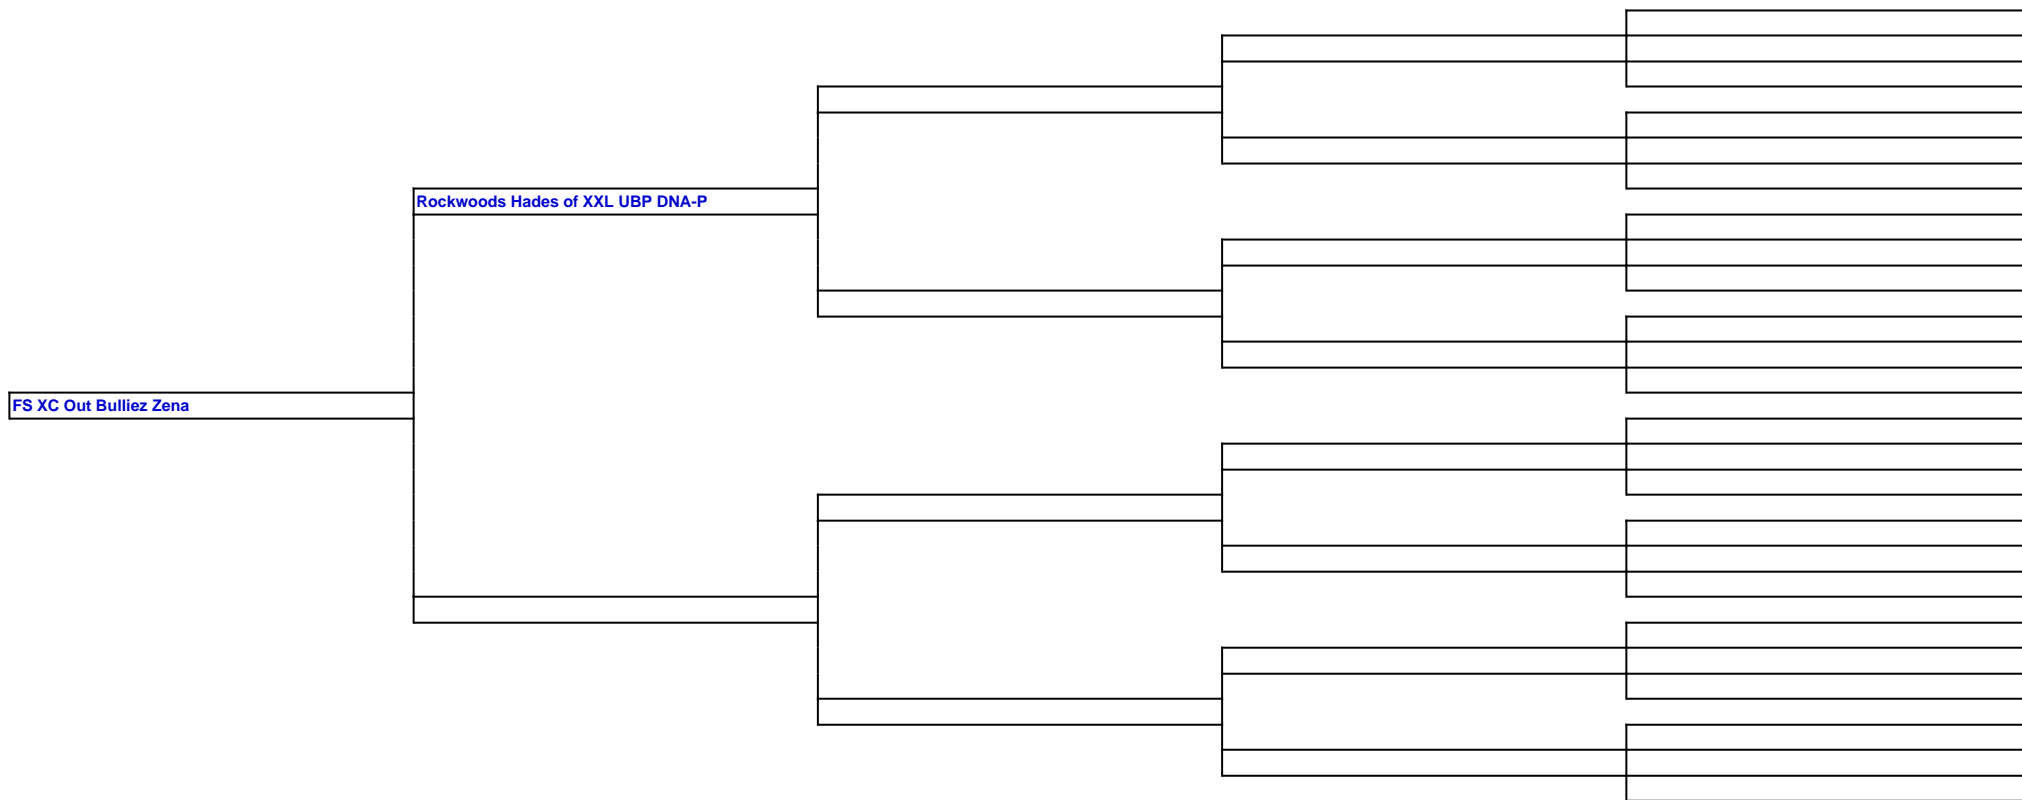 Rockwoods Hades of XXL UBP DNA-P
FS XC Out Bulliez Zena